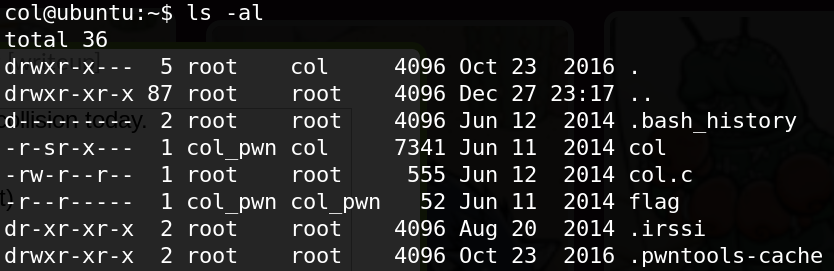 col@ubuntu:~$ ls -al
total 36
drwxr-x---  5 root    col     4096 Oct 23  2016 .
drwxr-xr-x 87 root    root    4096 Dec 27 23:17 ..
d---------  2 root    root    4096 Jun 12  2014 .bash_history
-r-sr-x---  1 col_pwn col     7341 Jun 11  2014 col
-rw-r--r--  1 root    root     555 Jun 12  2014 col.c
-r--r-----  1 col_pwn col_pwn   52 Jun 11  2014 flag
dr-xr-xr-x  2 root    root    4096 Aug 20  2014 .irssi
drwxr-xr-x  2 root    root    4096 Oct 23  2016 .pwntools-cache